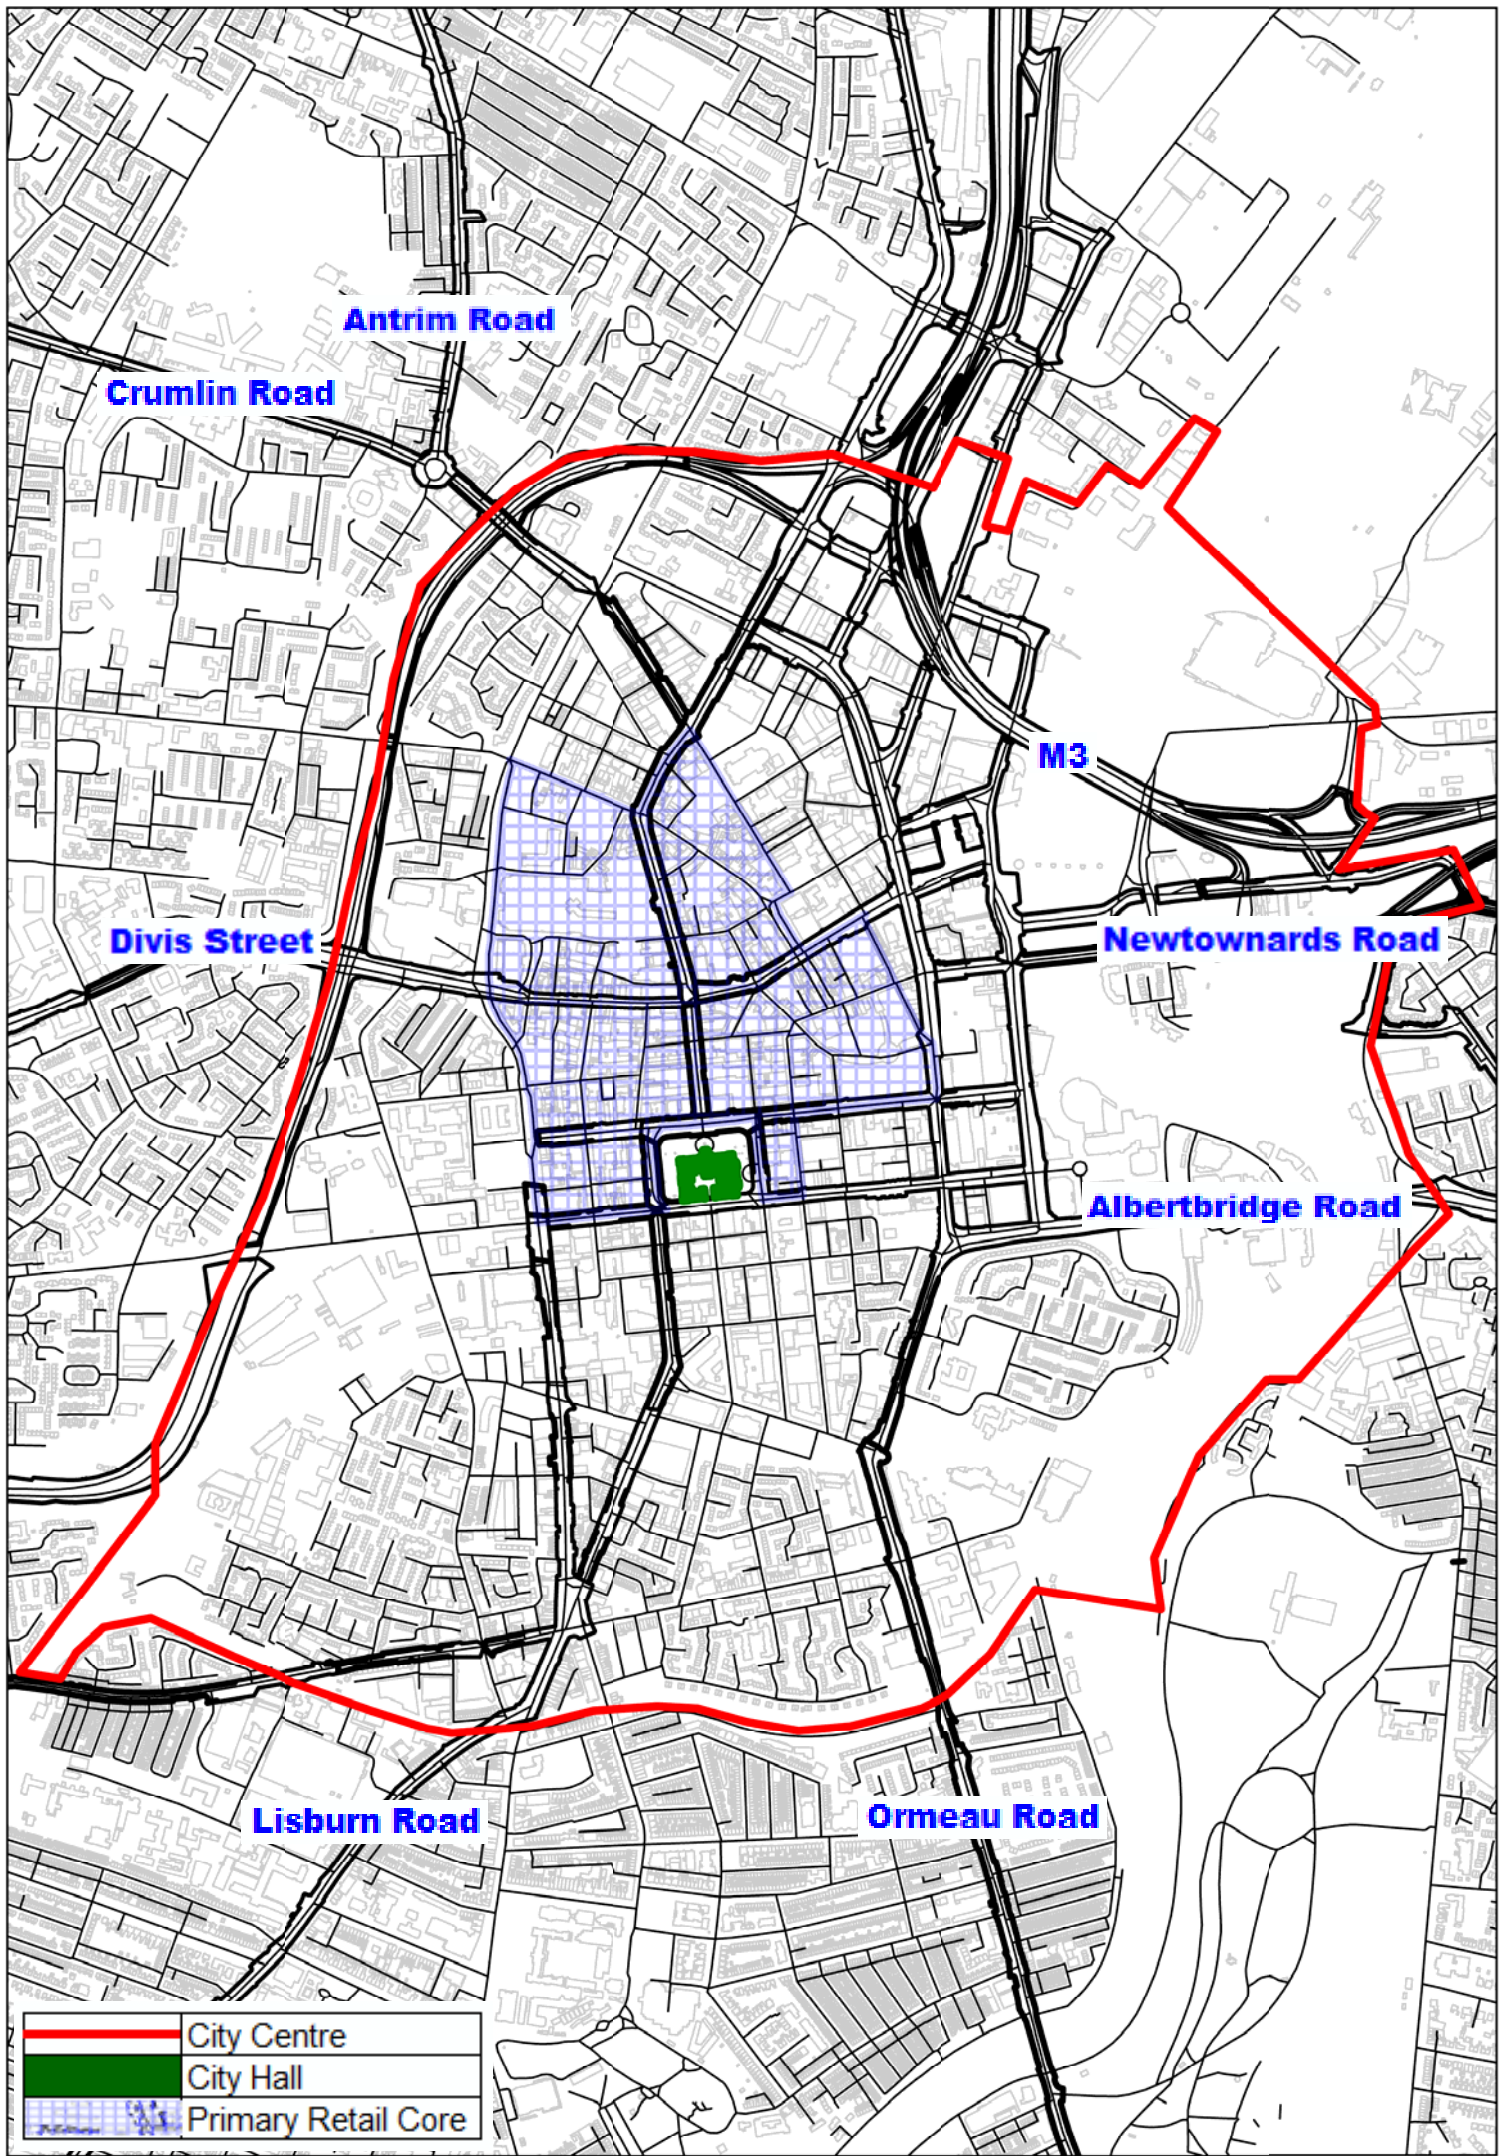 Antrim Road
Crumlin Road
M3
Divis Street
Newtownards Road
Albertbridge Road
Lisburn Road
Ormeau Road
City Centre
City Hall
Primary Retail Core